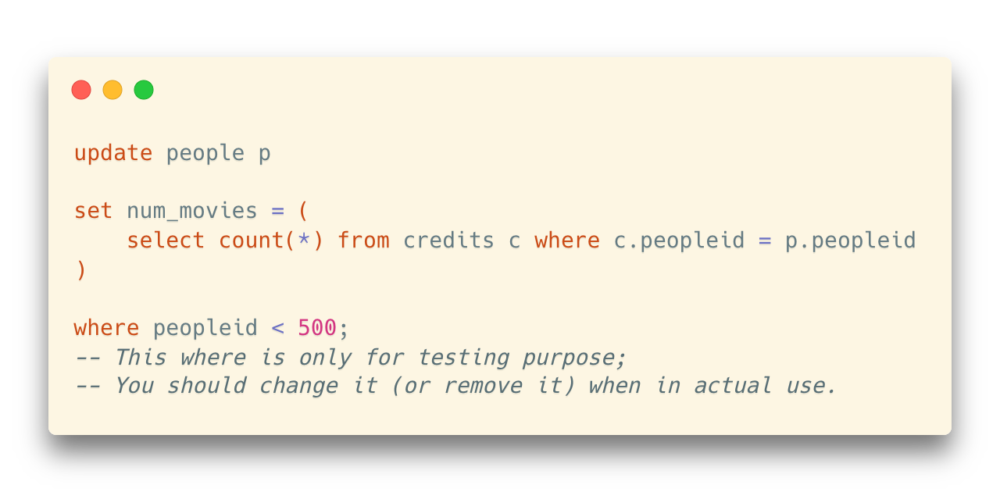 update people p
set num_movies = (
    select count(*) from credits c where c.peopleid = p.peopleid
)
where peopleid < 500;
-- This where is only for testing purpose;
-- You should change it (or remove it) when in actual use.